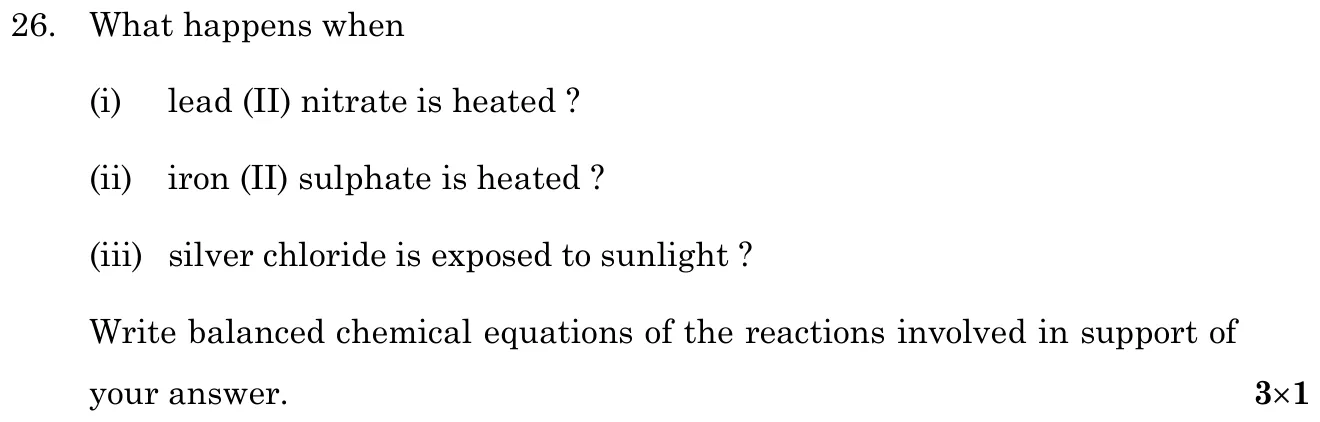 26. What happens when
(i) lead (II) nitrate is heated ?
(ii) iron (II) sulphate is heated ?
(iii) silver chloride is exposed to sunlight ?
Write balanced chemical equations of the reactions involved in support of
your answer. 3×1